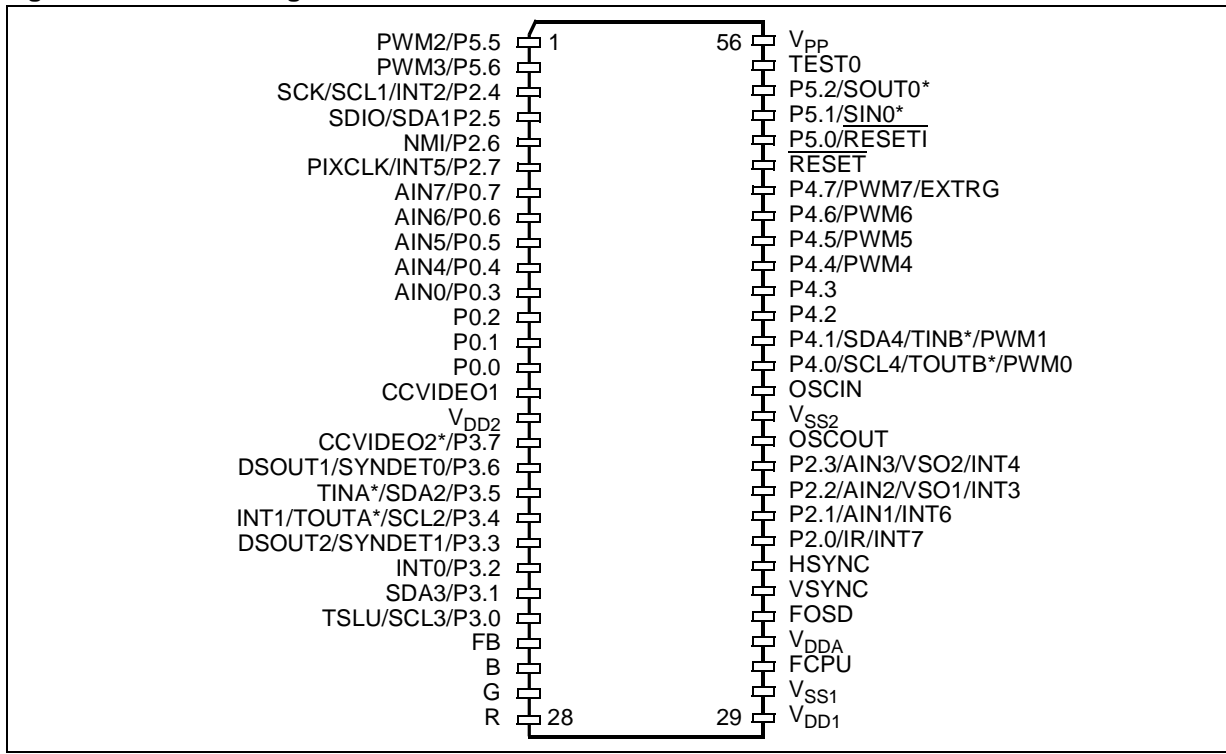 PWM2/P5.5
PWM3/P5.6
SCK/SCL1/INT2/P2.4
SDIO/SDA1P2.5
NMI/P2.6
PIXCLK/INT5/P2.7
AIN7/P0.7
AIN6/P0.6
AIN5/P0.5
AIN4/P0.4
AIN0/P0.3
P0.2
P0.1
P0.0
CCVIDEO1
VDD2
CCVIDEO2*/P3.7
DSOUT1/SYNDET0/P3.6
TINA*/SDA2/P3.5
INT1/TOUTA*/SCL2/P3.4
DSOUT2/SYNDET1/P3.3
INT0/P3.2
SDA3/P3.1
TSLU/SCL3/P3.0
FB
B
G
R
1
28
56
29
VPP
TEST0
P5.2/SOUT0*
P5.1/SIN0*
P5.0/RESETI
RESET
P4.7/PWM7/EXTRG
P4.6/PWM6
P4.5/PWM5
P4.4/PWM4
P4.3
P4.2
P4.1/SDA4/TINB*/PWM1
P4.0/SCL4/TOUTB*/PWM0
OSCIN
VSS2
OSCOUT
P2.3/AIN3/VSO2/INT4
P2.2/AIN2/VSO1/INT3
P2.1/AIN1/INT6
P2.0/IR/INT7
HSYNC
VSYNC
FOSD
VDDA
FCPU
VSS1
VDD1